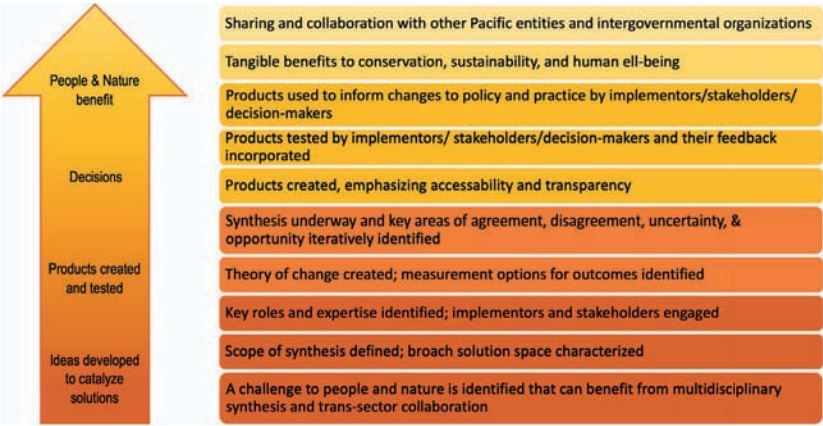 Sharing and collaboration with other Pacific entities and intergovernmental organizations
Tangible benefits to conservation, sustainability, and human ell-being
People & Nature
benefit
Products used to inform changes to policy and practice by implementors/stakeholders/
decision-makers
Products tested by implementors/ stakeholders/decision-makers and their feedback
incorporated
Decisions
Products created, emphasizing accessability and transparency
Synthesis underway and key areas of agreement, disagreement, uncertainty, &
opportunity iteratively identified
Products created
and tested
Theory of change created; measurement options for outcomes identified
Key roles and expertise identified; implementors and stakeholders engaged
Ideas developed
to catalyze
solutions
Scope of synthesis defined; broach solution space characterized
A challenge to people and nature is identified that can benefit from multidisciplinary
synthesis and trans-sector collaboration